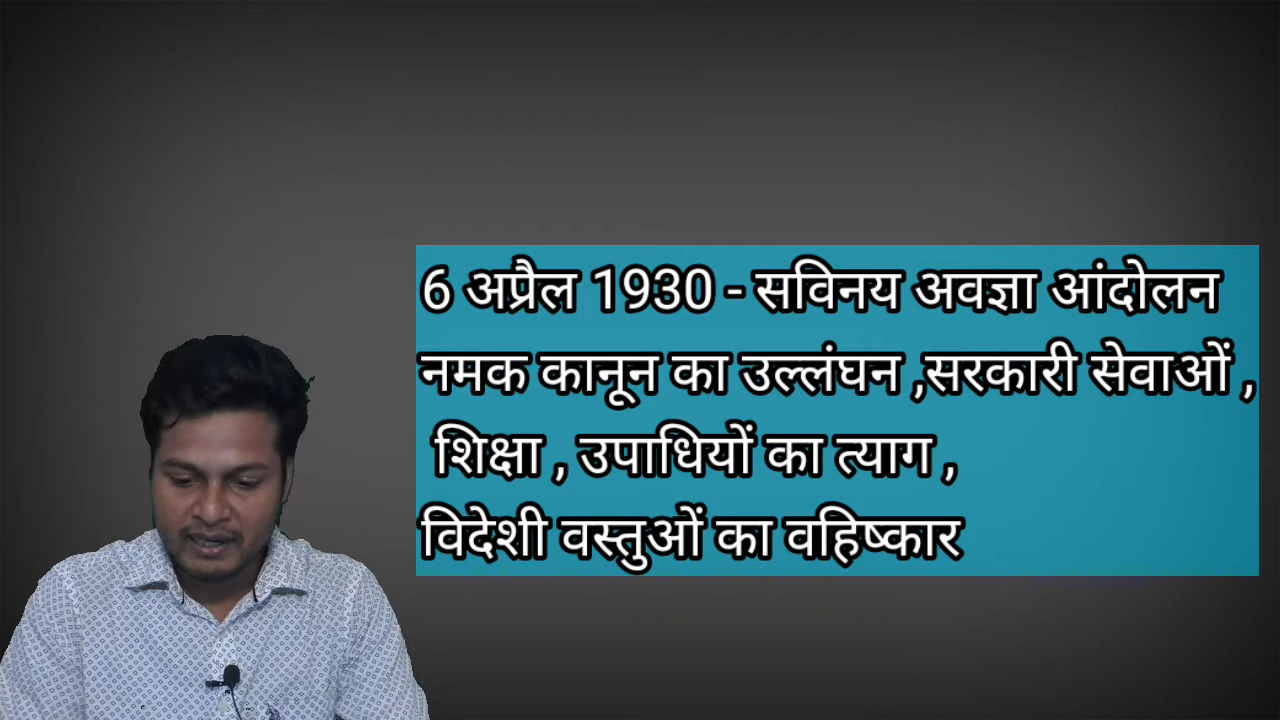 6 अप्रैल 1930 - सविनय अवज्ञा आंदोलन
नमक कानून का उल्लंघन ,सरकारी सेवाओं ,
शिक्षा , उपाधियों का त्याग ,
विदेशी वस्तुओं का वहिष्कार